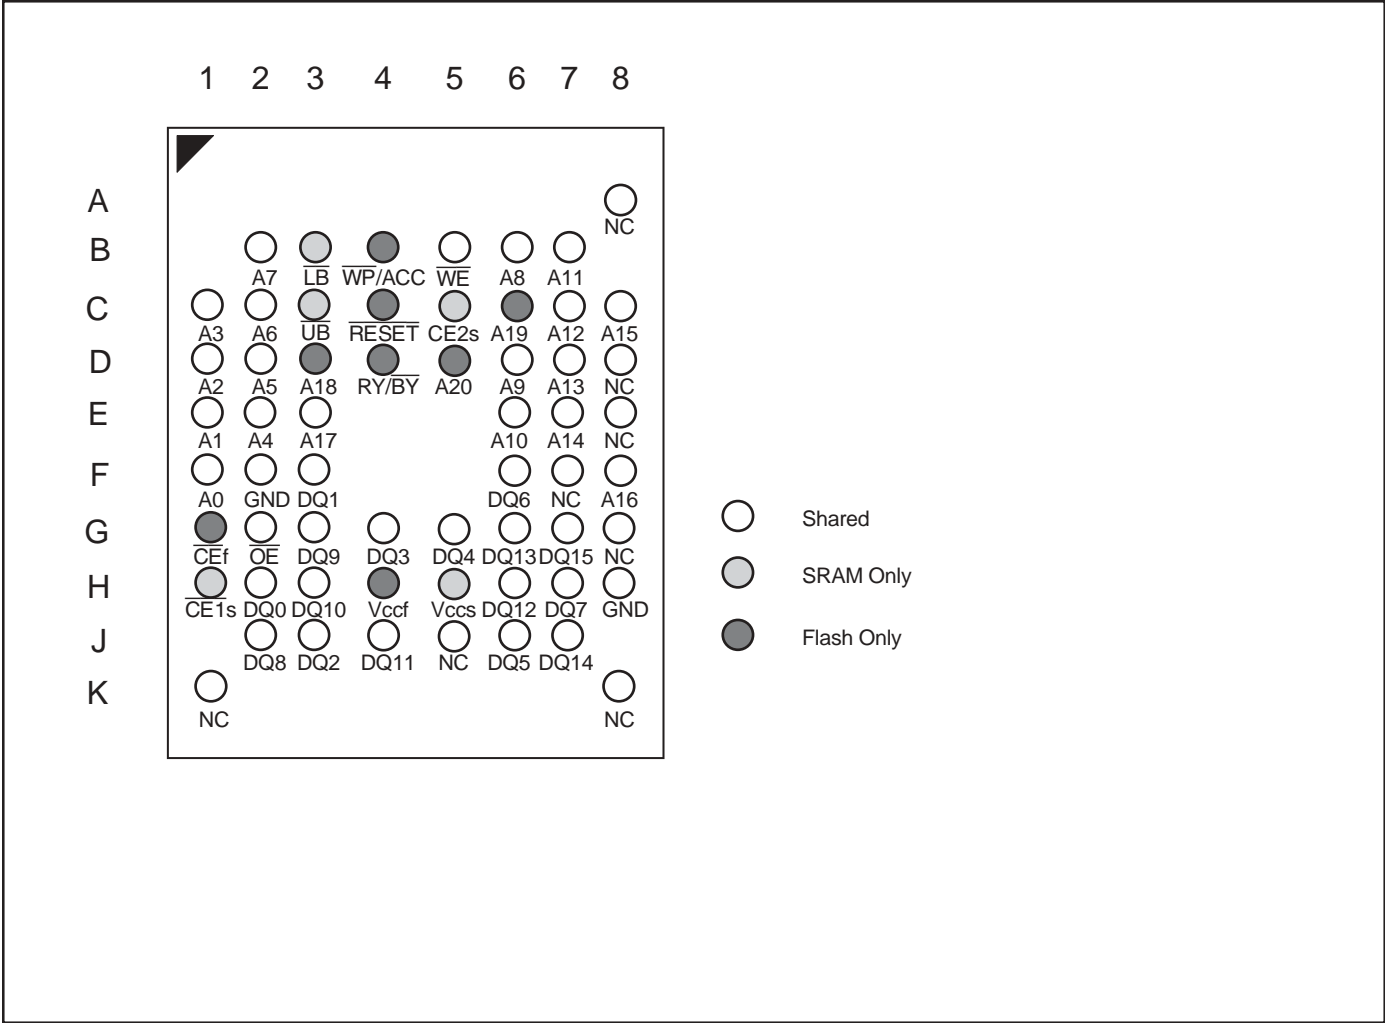 1 2 3 4 5 6 7 8
A
NC
B
A7 LB WP/ACC WE A8 A11
C
A3 A6 UB RESET CE2s A19 A12 A15
D
A2 A5 A18 RY/BY A20 A9 A13 NC
E
A1 A4 A17 A10 A14 NC
F
A0 GND DQ1 DQ6 NC A16
G
CEf OE DQ9 DQ3 DQ4 DQ13 DQ15 NC
H
CE1s DQ0 DQ10 Vccf Vccs DQ12 DQ7 GND
J
DQ8 DQ2 DQ11 NC DQ5 DQ14
K
NC NC
Shared
SRAM Only
Flash Only